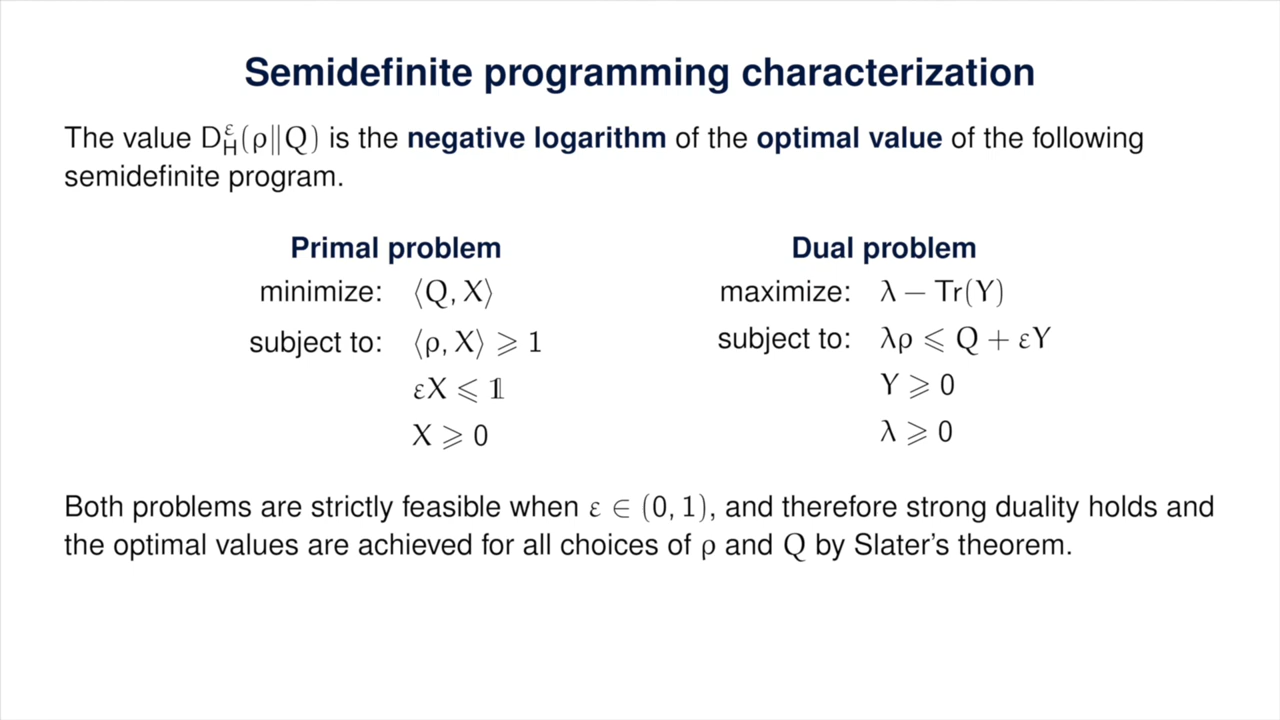 Semidefinite programming characterization
The value D_H^ε(ρ‖Q) is the negative logarithm of the optimal value of the following
semidefinite program.
Primal problem
minimize: ⟨Q, X⟩
subject to: ⟨ρ, X⟩ ⩾ 1
εX ⩽ 𝟙
X ⩾ 0
Dual problem
maximize: λ − Tr(Y)
subject to: λρ ⩽ Q + εY
Y ⩾ 0
λ ⩾ 0
Both problems are strictly feasible when ε ∈ (0, 1), and therefore strong duality holds and
the optimal values are achieved for all choices of ρ and Q by Slater's theorem.